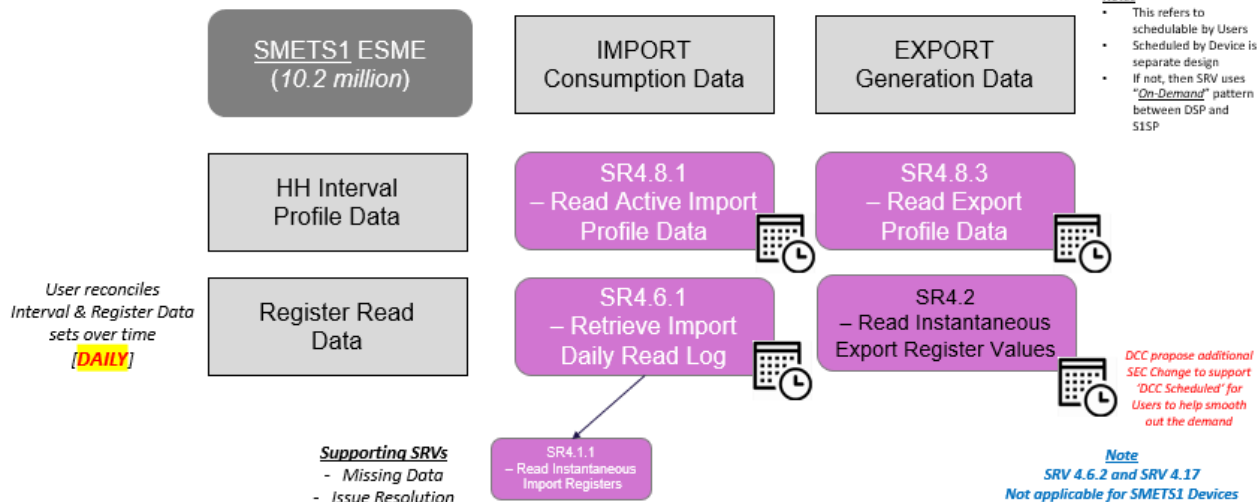 SMETS1 ESME
(10.2 million)
IMPORT
Consumption Data
EXPORT
Generation Data
▪ This refers to
schedulable by Users
▪ Scheduled by Device is
separate design
▪ If not, then SRV uses
"On-Demand" pattern
between DSP and
S1SP
HH Interval
Profile Data
SR4.8.1
– Read Active Import
Profile Data
SR4.8.3
– Read Export
Profile Data
User reconciles
Interval & Register Data
sets over time
[DAILY]
Register Read
Data
SR4.6.1
– Retrieve Import
Daily Read Log
SR4.2
– Read Instantaneous
Export Register Values
DCC propose additional
SEC Change to support
'DCC Scheduled' for
Users to help smooth
out the demand
Supporting SRVs
- Missing Data
- Issue Resolution
SR4.1.1
– Read Instantaneous
Import Registers
Note
SRV 4.6.2 and SRV 4.17
Not applicable for SMETS1 Devices